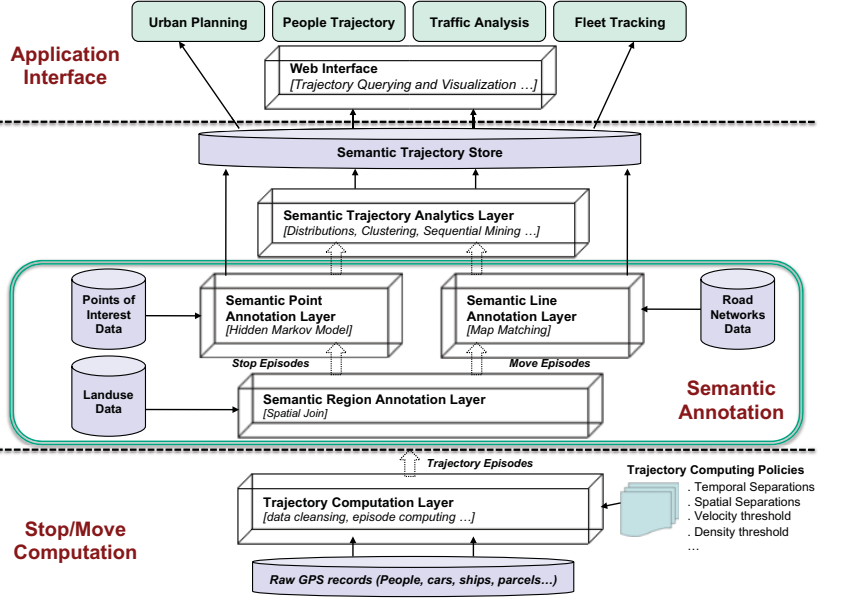 Urban Planning
People Trajectory
Traffic Analysis
Fleet Tracking
Application
Interface
Web Interface
[Trajectory Querying and Visualization ...]
Semantic Trajectory Store
Semantic Trajectory Analytics Layer
[Distributions, Clustering, Sequential Mining ...]
Points of
Interest
Data
Semantic Point
Annotation Layer
[Hidden Markov Model]
Semantic Line
Annotation Layer
[Map Matching]
Road
Networks
Data
Stop Episodes
Move Episodes
Landuse
Data
Semantic Region Annotation Layer
[Spatial Join]
Semantic
Annotation
Trajectory Episodes
Trajectory Computing Policies
. Temporal Separations
. Spatial Separations
. Velocity threshold
. Density threshold
...
Trajectory Computation Layer
[data cleansing, episode computing ...]
Stop/Move
Computation
Raw GPS records (People, cars, ships, parcels...)